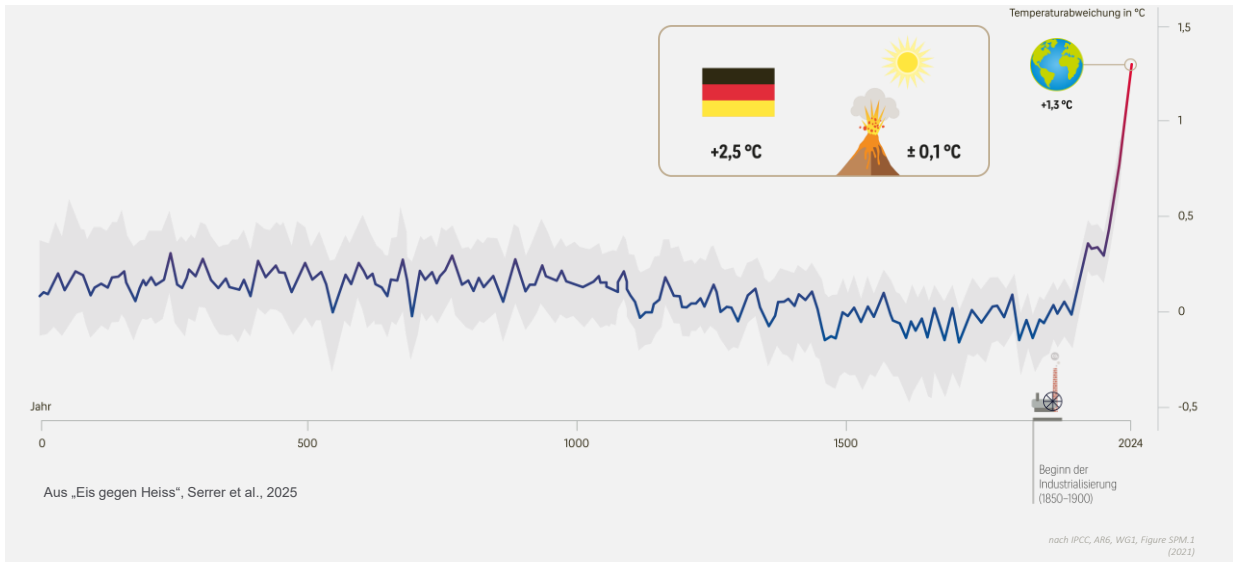 Temperaturabweichung in °C
1,5
+1,3 °C
1
+2,5 °C
± 0,1 °C
0,5
0
Jahr
-0,5
0
500
1000
1500
2024
Beginn der
Industrialisierung
(1850–1900)
Aus „Eis gegen Heiss“, Serrer et al., 2025
nach IPCC, AR6, WG1, Figure SPM.1
(2021)